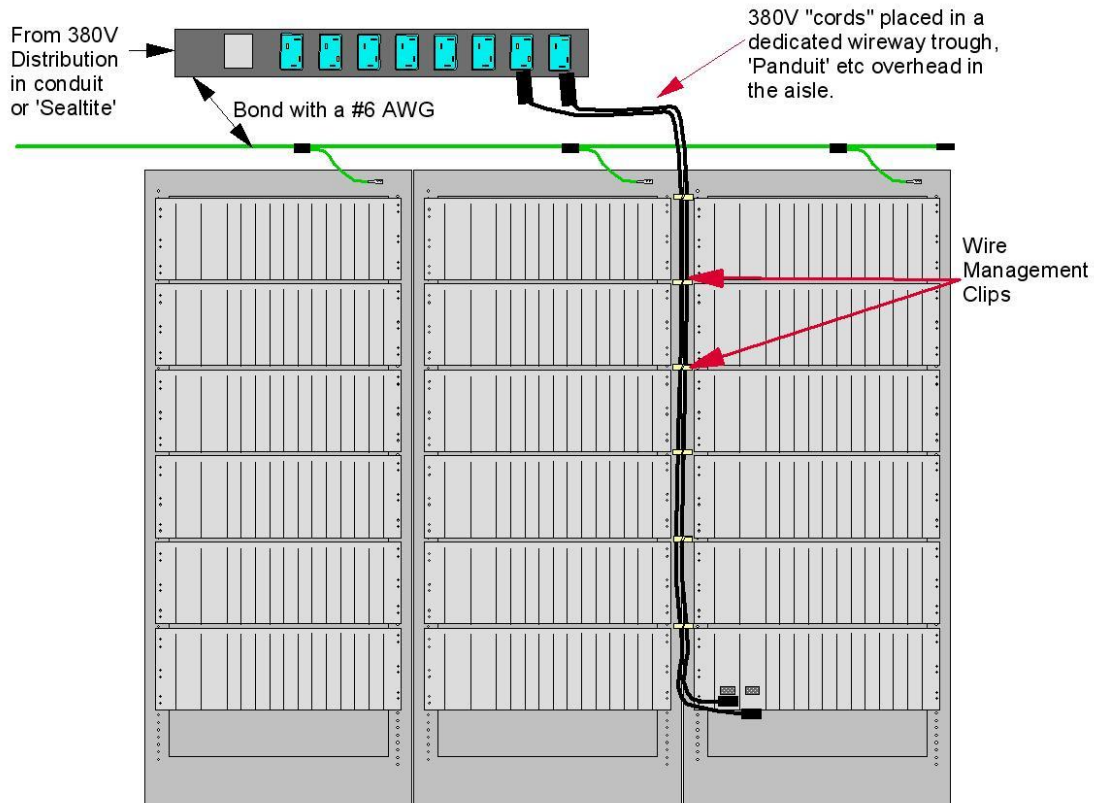 From 380V
Distribution
in conduit
or 'Sealtite'
380V "cords" placed in a
dedicated wireway trough,
'Panduit' etc overhead in
the aisle.
Bond with a #6 AWG
Wire
Management
Clips